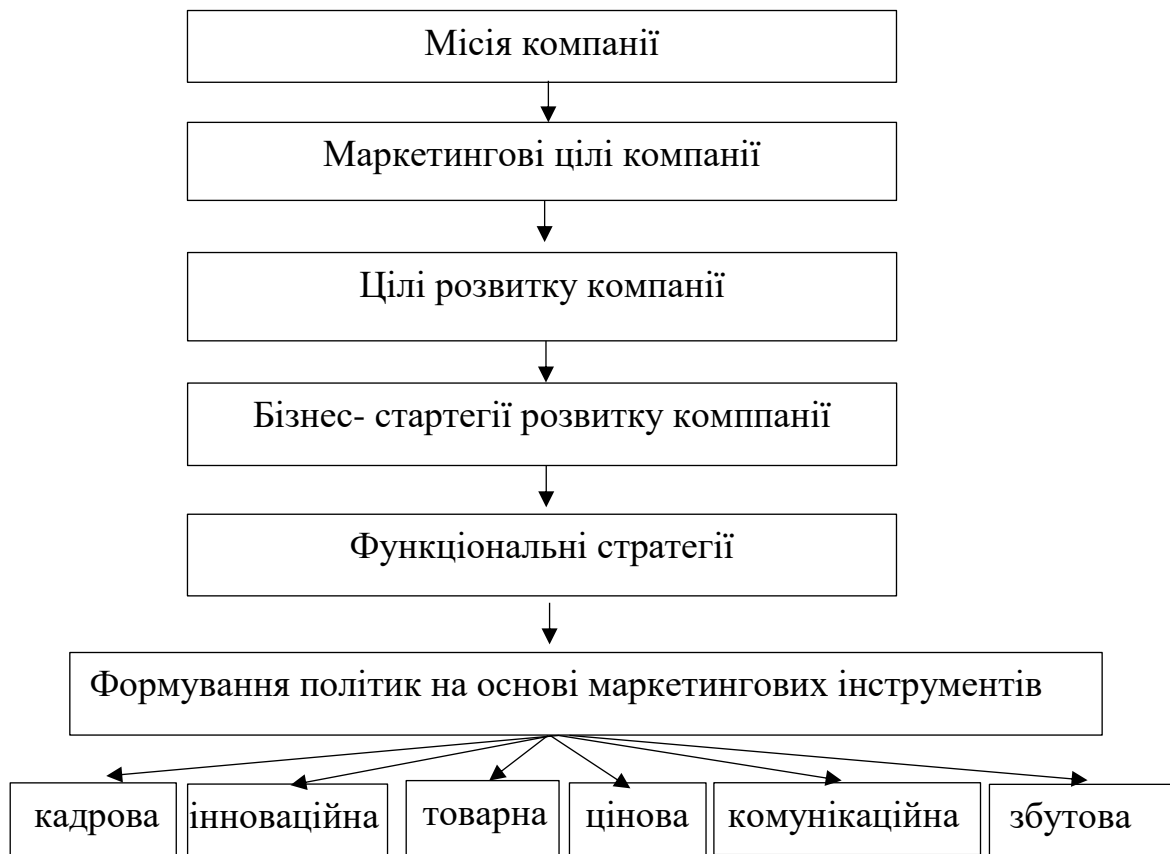 Місія компанії
Маркетингові цілі компанії
Цілі розвитку компанії
Бізнес- стартегії розвитку комппанії
Функціональні стратегії
Формування політик на основі маркетингових інструментів
кадрова
інноваційна
товарна
цінова
комунікаційна
збутова